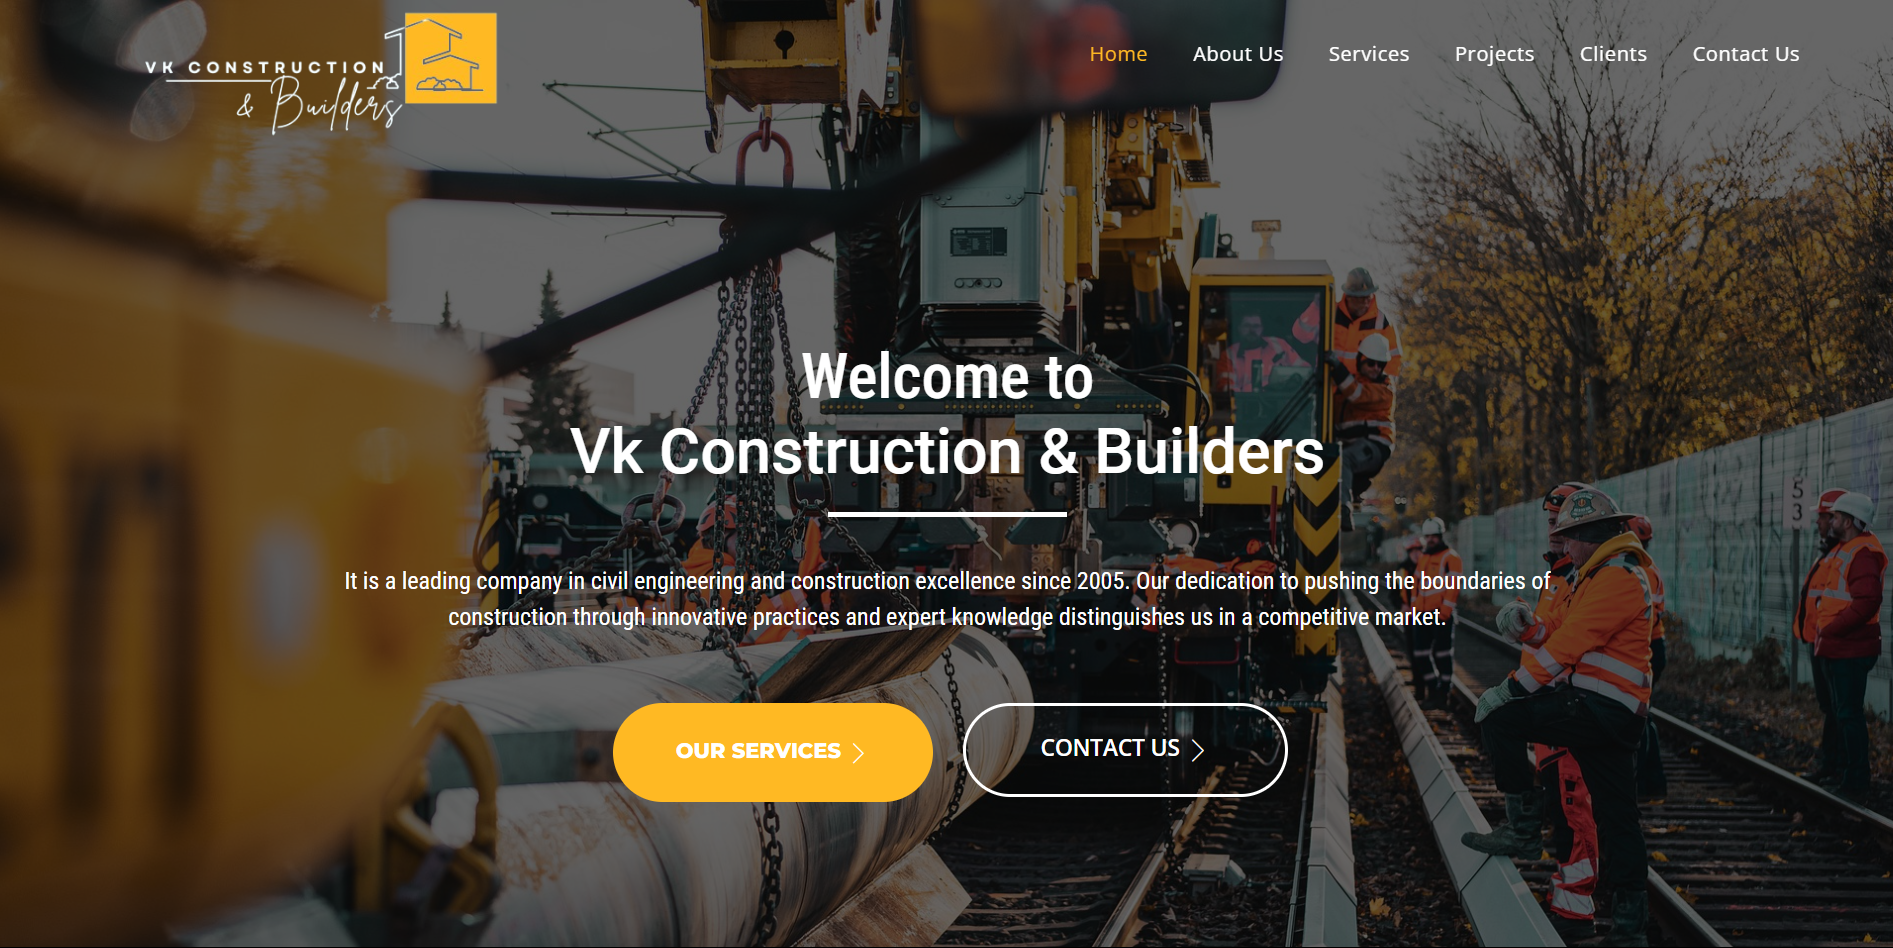 VK CONSTRUCTION
& Builders
Home
About Us
Services
Projects
Clients
Contact Us
5
3
Welcome to
Vk Construction & Builders
It is a leading company in civil engineering and construction excellence since 2005. Our dedication to pushing the boundaries of
construction through innovative practices and expert knowledge distinguishes us in a competitive market.
OUR SERVICES
CONTACT US